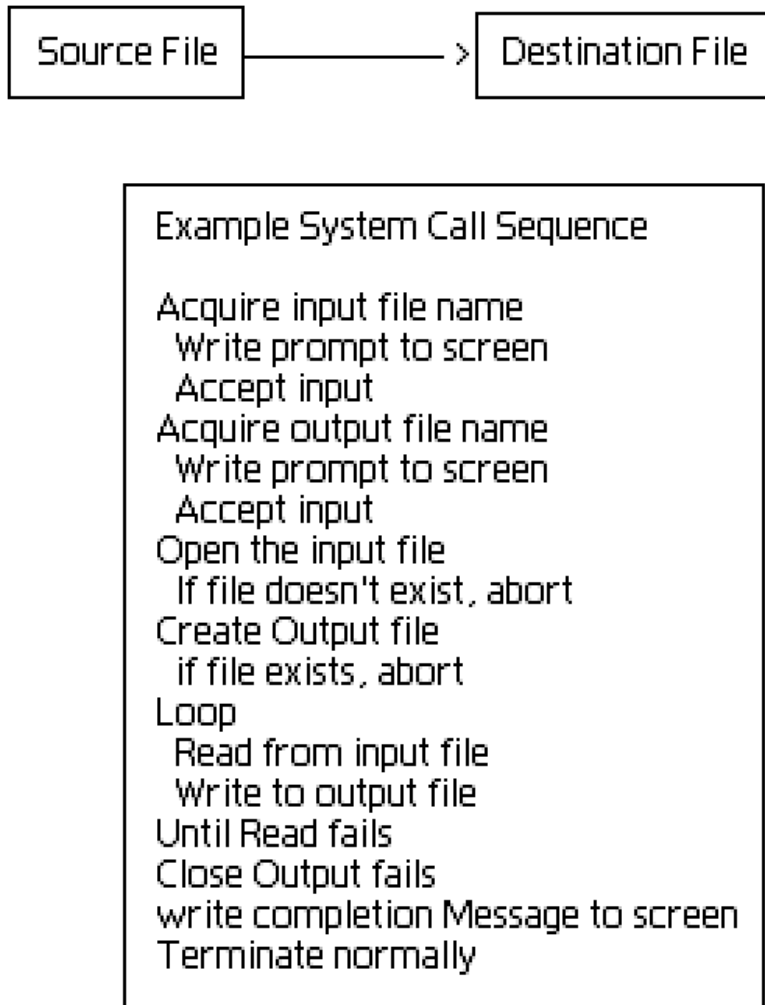 Source File
Destination File
Example System Call Sequence
Acquire input file name
Write prompt to screen
Accept input
Acquire output file name
Write prompt to screen
Accept input
Open the input file
If file doesn't exist, abort
Create Output file
if file exists, abort
Loop
Read from input file
Write to output file
Until Read fails
Close Output fails
write completion Message to screen
Terminate normally